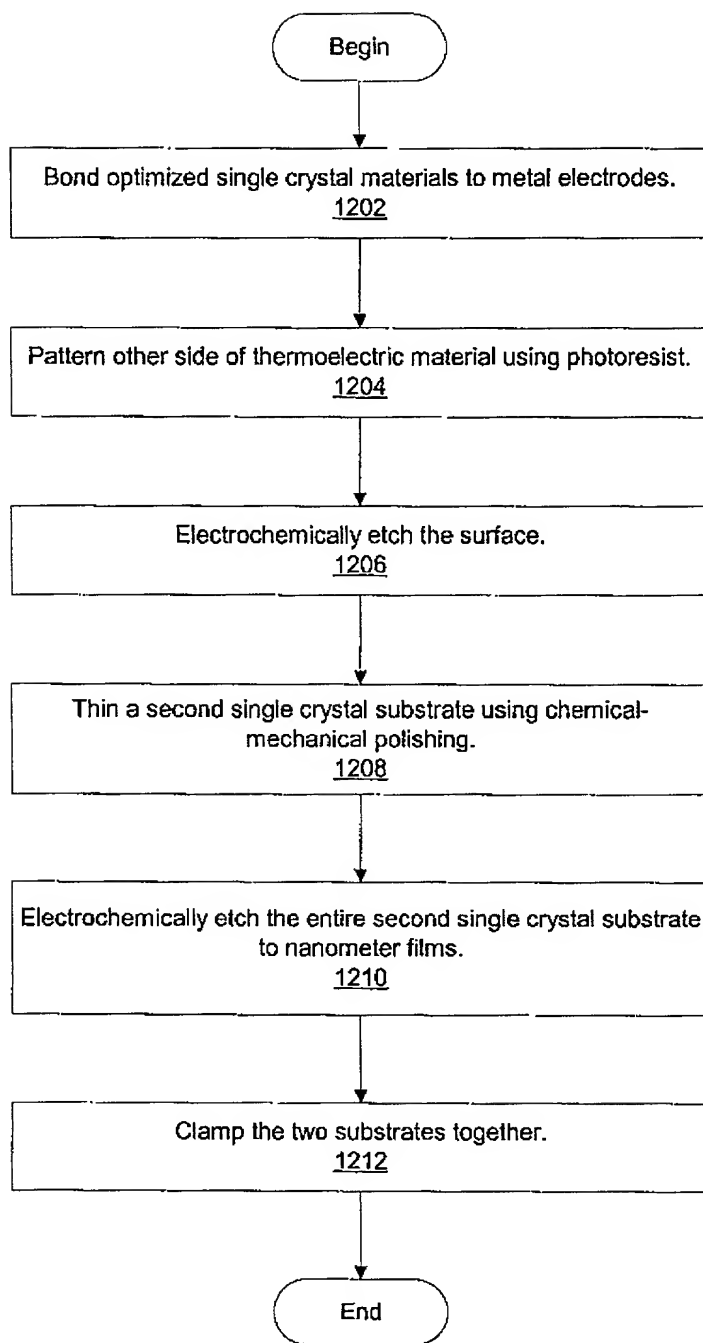 Begin
Bond optimized single crystal materials to metal electrodes.
1202
Pattern other side of thermoelectric material using photoresist.
1204
Electrochemically etch the surface.
1206
Thin a second single crystal substrate using chemical-
mechanical polishing.
1208
Electrochemically etch the entire second single crystal substrate
to nanometer films.
1210
Clamp the two substrates together.
1212
End